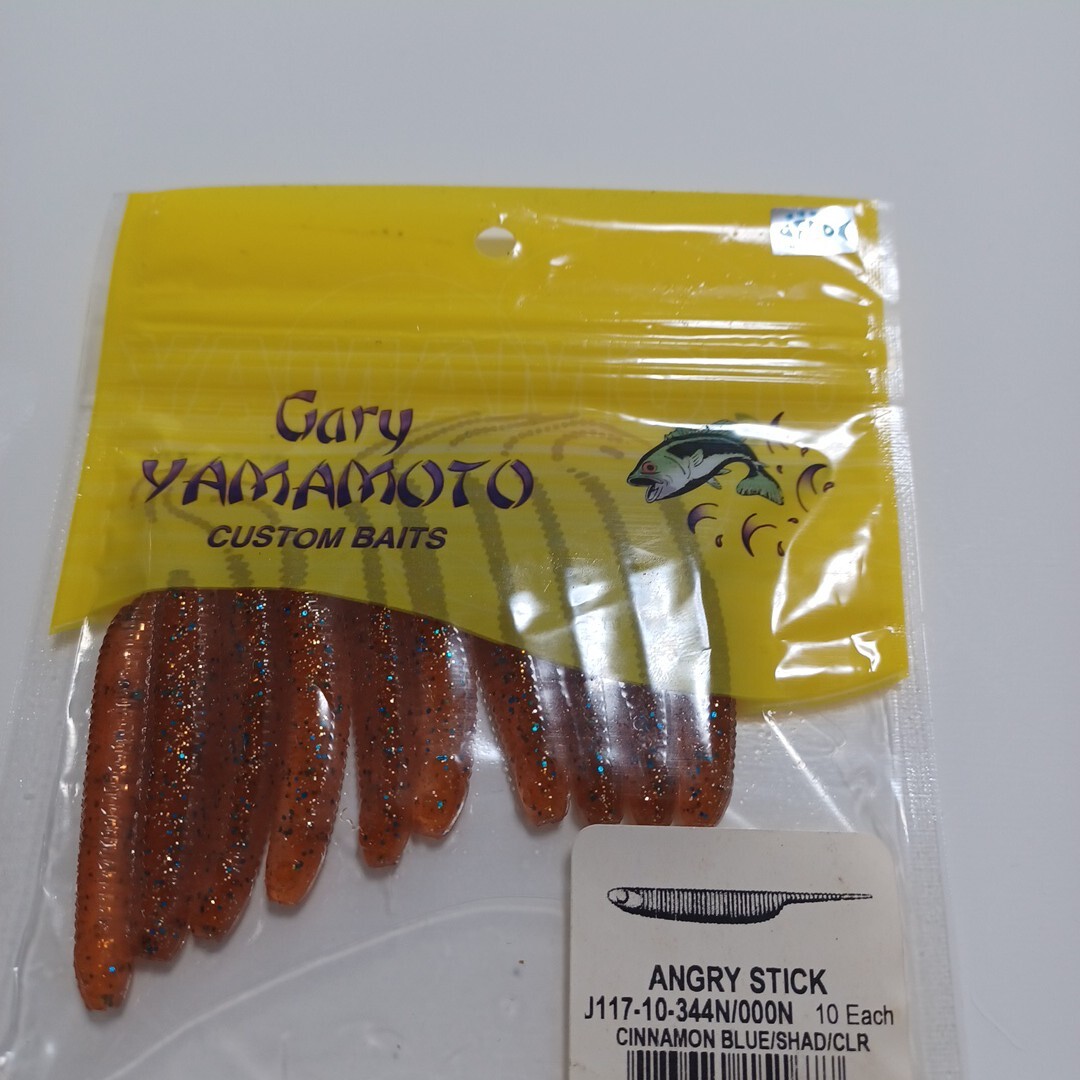 Gary
YAMAMOTO
CUSTOM BAITS
ANGRY STICK
J117-10-344N/000N 10 Each
CINNAMON BLUE/SHAD/CLR